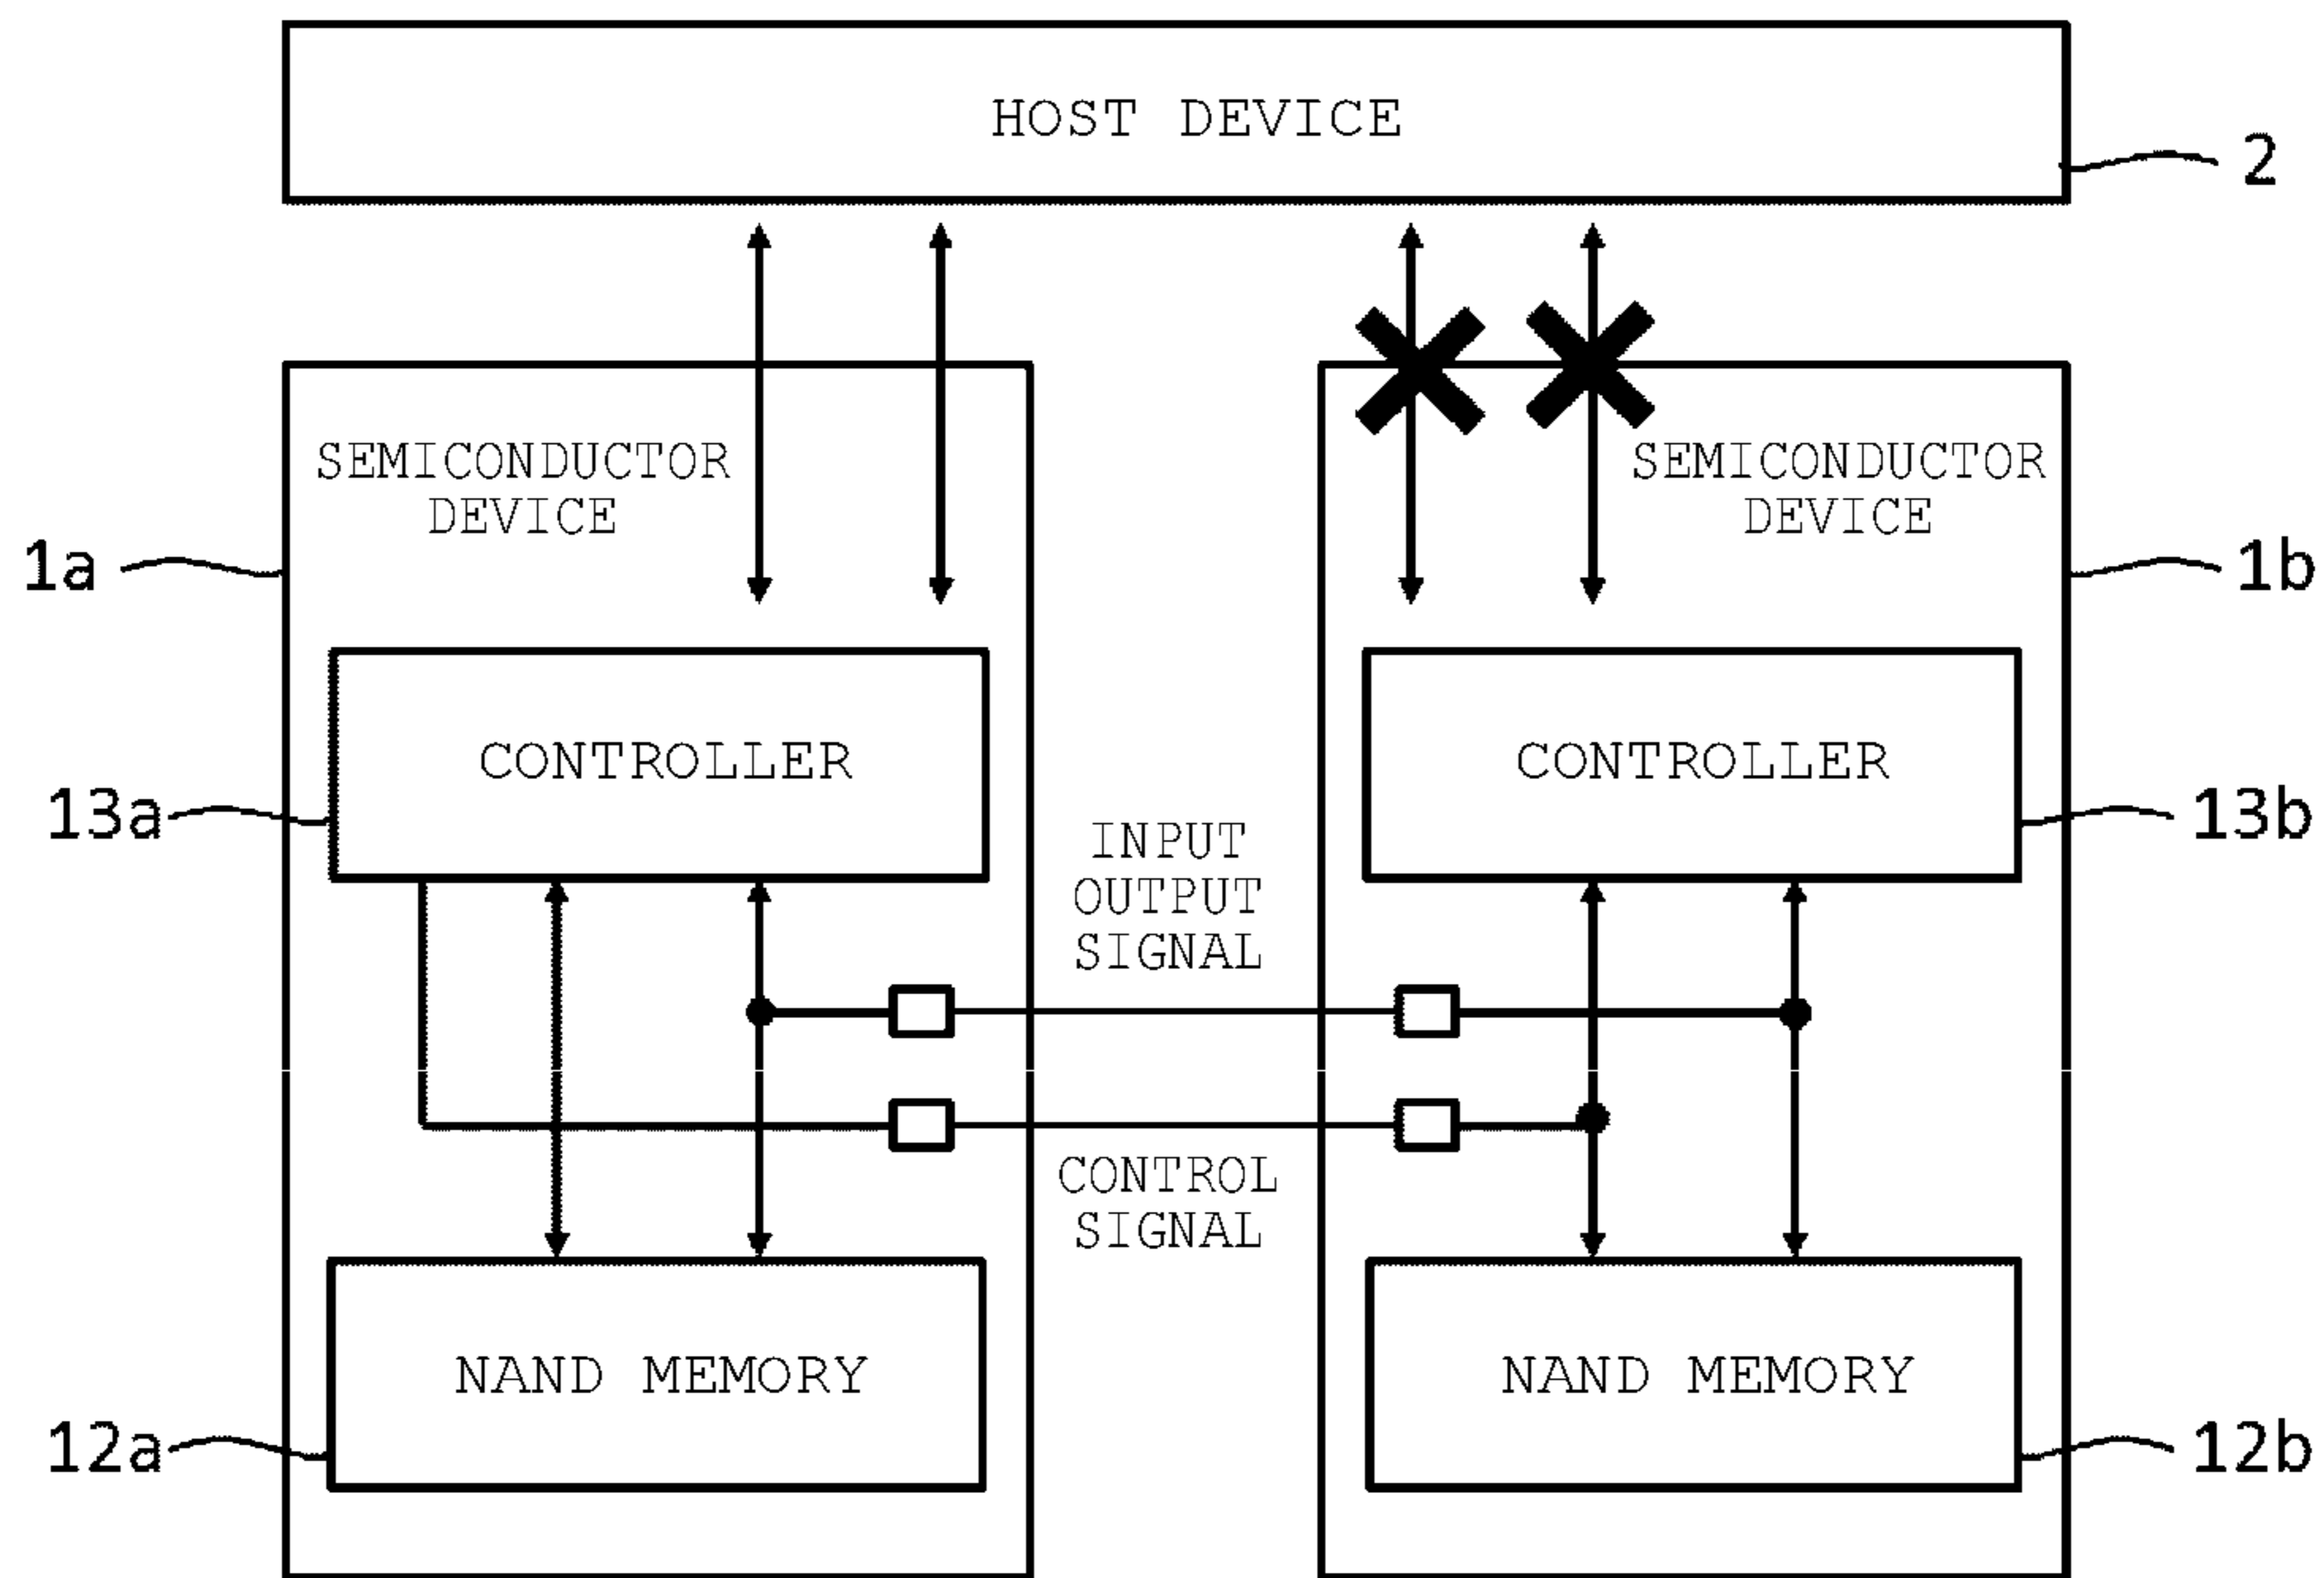 HOST DEVICE
2
SEMICONDUCTOR
DEVICE
SEMICONDUCTOR
DEVICE
1a
1b
CONTROLLER
CONTROLLER
13a
13b
INPUT
OUTPUT
SIGNAL
CONTROL
SIGNAL
NAND MEMORY
NAND MEMORY
12a
12b